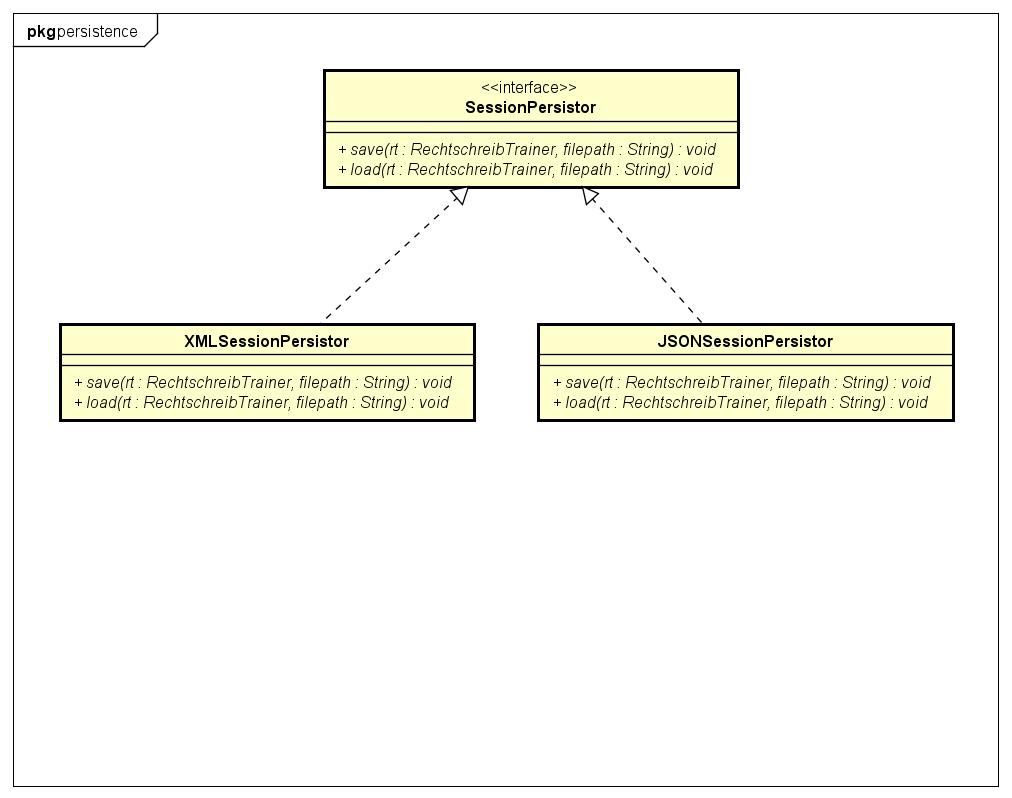 pkg persistence
<<interface>>
SessionPersistor
+ save(rt : RechtschreibTrainer, filepath : String) : void
+ load(rt : RechtschreibTrainer, filepath : String) : void
XMLSessionPersistor
+ save(rt : RechtschreibTrainer, filepath : String) : void
+ load(rt : RechtschreibTrainer, filepath : String) : void
JSONSessionPersistor
+ save(rt : RechtschreibTrainer, filepath : String) : void
+ load(rt : RechtschreibTrainer, filepath : String) : void